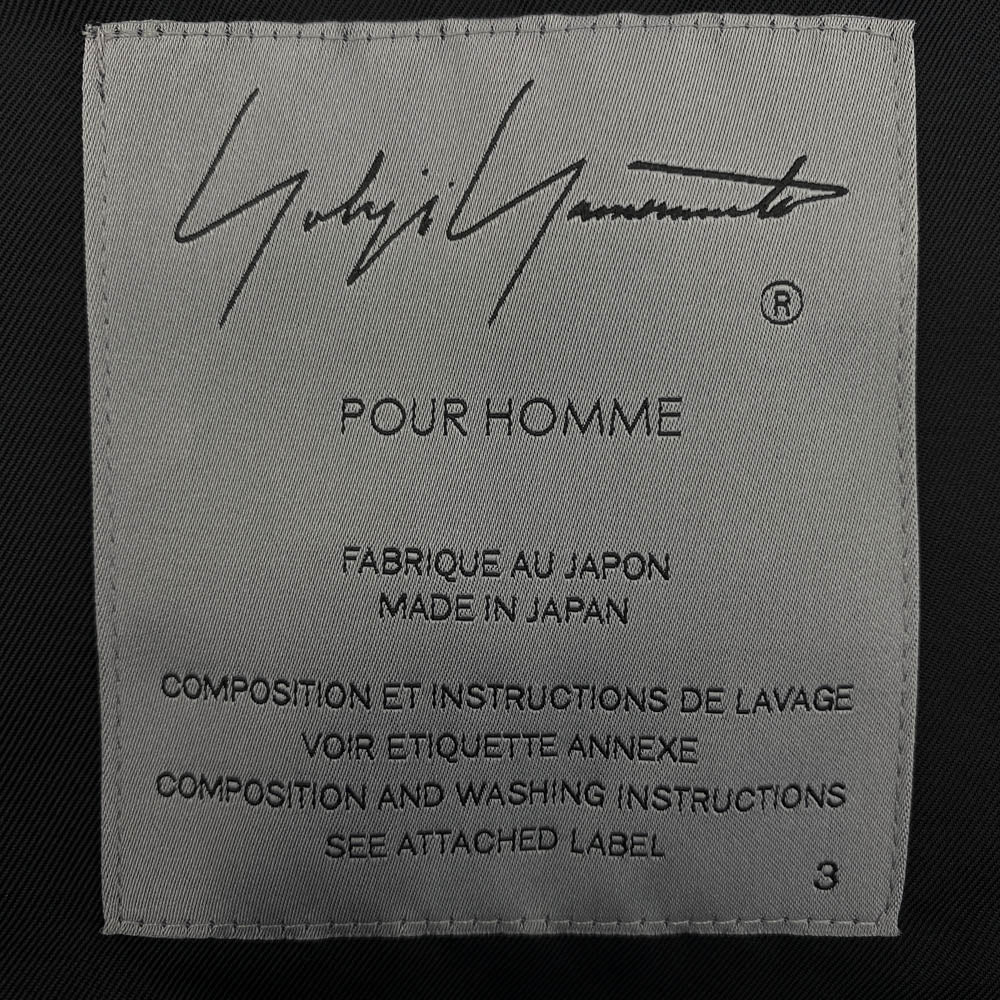 Yohji Yamamoto
®
POUR HOMME
FABRIQUE AU JAPON
MADE IN JAPAN
COMPOSITION ET INSTRUCTIONS DE LAVAGE
VOIR ETIQUETTE ANNEXE
COMPOSITION AND WASHING INSTRUCTIONS
SEE ATTACHED LABEL
3